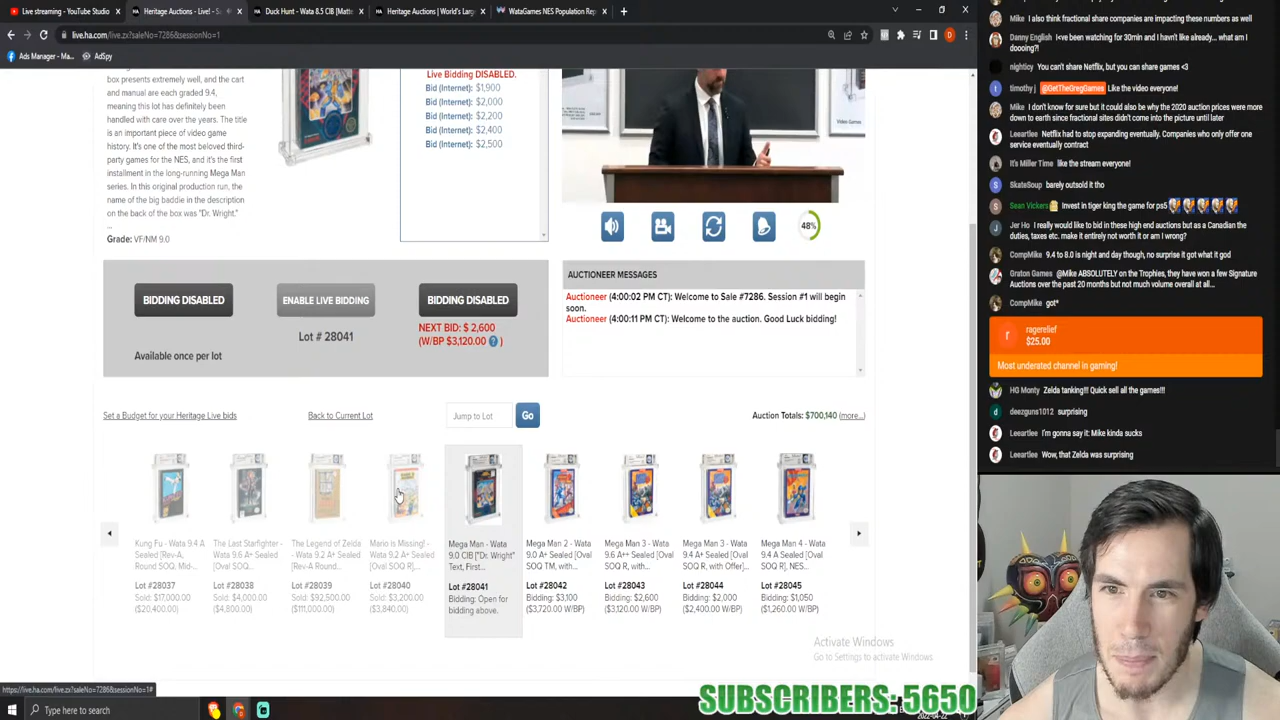 Live streaming - YouTube Studio
Heritage Auctions - Live! - Sa
Duck Hunt - Wata 8.5 CIB [Matte
Heritage Auctions | World's Larg
WataGames NES Population Rep
live.ha.com/live.zx?saleNo=7286&sessionNo=1
Ads Manager - Ma...
AdSpy
box presents extremely well, and the cart
and manual are each graded 9.4,
meaning this lot has definitely been
handled with care over the years. The title
is an important piece of video game
history. It's one of the most beloved third-
party games for the NES, and it's the first
installment in the long-running Mega Man
series. In this original production run, the
name of the big baddie in the description
on the back of the box was "Dr. Wright."
...
Grade: VF/NM 9.0
Live Bidding DISABLED.
Bid (Internet): $1,900
Bid (Internet): $2,000
Bid (Internet): $2,200
Bid (Internet): $2,400
Bid (Internet): $2,500
48%
BIDDING DISABLED
ENABLE LIVE BIDDING
BIDDING DISABLED
Lot # 28041
NEXT BID: $ 2,600
(W/BP $3,120.00 ? )
Available once per lot
AUCTIONEER MESSAGES
Auctioneer (4:00:02 PM CT): Welcome to Sale #7286. Session #1 will begin
soon.
Auctioneer (4:00:11 PM CT): Welcome to the auction. Good Luck bidding!
Set a Budget for your Heritage Live bids
Back to Current Lot
Jump to Lot
Go
Auction Totals: $700,140 (more...)
Kung Fu - Wata 9.4 A
Sealed [Rev-A,
Round SOQ, Mid-...
Lot #28037
Sold: $17,000.00
($20,400.00)
The Last Starfighter -
Wata 9.6 A+ Sealed
[Oval SOQ...
Lot #28038
Sold: $4,000.00
($4,800.00)
The Legend of Zelda
- Wata 9.2 A+ Sealed
[Rev-A Round...
Lot #28039
Sold: $92,500.00
($111,000.00)
Mario is Missing! -
Wata 9.2 A+ Sealed
[Oval SOQ R],...
Lot #28040
Sold: $3,200.00
($3,840.00)
Mega Man - Wata
9.0 CIB ["Dr. Wright"
Text, First...
Lot #28041
Bidding: Open for
bidding above.
Mega Man 2 - Wata
9.0 A+ Sealed [Oval
SOQ TM, with...
Lot #28042
Bidding: $3,100
($3,720.00 W/BP)
Mega Man 3 - Wata
9.6 A++ Sealed [Oval
SOQ R, with...
Lot #28043
Bidding: $2,600
($3,120.00 W/BP)
Mega Man 3 - Wata
9.4 A+ Sealed [Oval
SOQ R, with Offer]...
Lot #28044
Bidding: $2,000
($2,400.00 W/BP)
Mega Man 4 - Wata
9.4 A Sealed [Oval
SOQ R], NES...
Lot #28045
Bidding: $1,050
($1,260.00 W/BP)
Activate Windows
Go to Settings to activate Windows.
https://live.ha.com/live.zx?saleNo=7286&sessionNo=1#
Type here to search
2022-04-22
SUBSCRIBERS: 5650
Mike I also think fractional share companies are impacting these numbers as well
Danny English I<ve been watching for 30min and I havn't like already... what am I
doooing?!
nighticy You can't share Netflix, but you can share games <3
timothy j @GetTheGregGames Like the video everyone!
Mike I don't know for sure but it could also be why the 2020 auction prices were more
down to earth since fractional sites didn't come into the picture until later
Leeartlee Netflix had to stop expanding eventually. Companies who only offer one
service eventually contract
It's Miller Time like the stream everyone!
SkateSoup barely outsold it tho
Sean Vickers Invest in tiger king the game for ps5
Jer Ho I really would like to bid in these high end auctions but as a Canadian the
duties, taxes etc. make it entirely not worth it or am I wrong?
CompMike 9.4 to 8.0 is night and day though, no surprise it got what it god
Graton Games @Mike ABSOLUTELY on the Trophies, they have won a few Signature
Auctions over the past 20 months but not much volume overall at all...
CompMike got*
ragerelief
$25.00
Most underated channel in gaming!
HG Monty Zelda tanking!!! Quick sell all the games!!!
deezguns1012 surprising
Leeartlee I'm gonna say it: Mike kinda sucks
Leeartlee Wow, that Zelda was surprising